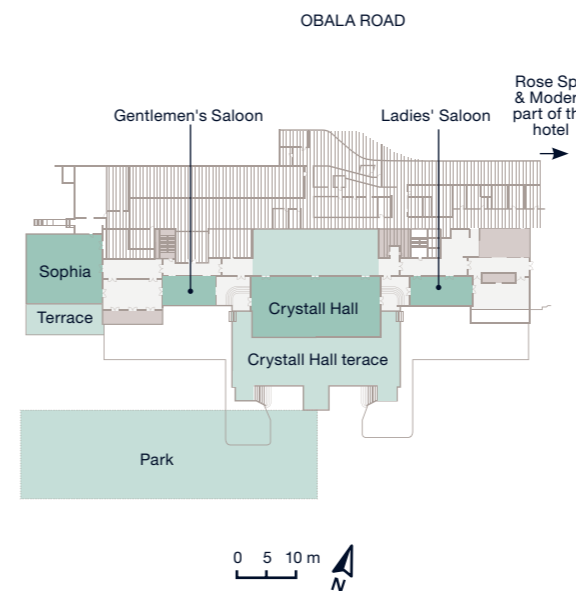 OBALA ROAD
Rose Sp
& Moder
part of th
hotel
Gentlemen's Saloon
Ladies' Saloon
Sophia
Terrace
Crystall Hall
Crystall Hall terace
Park
0 5 10 m
N